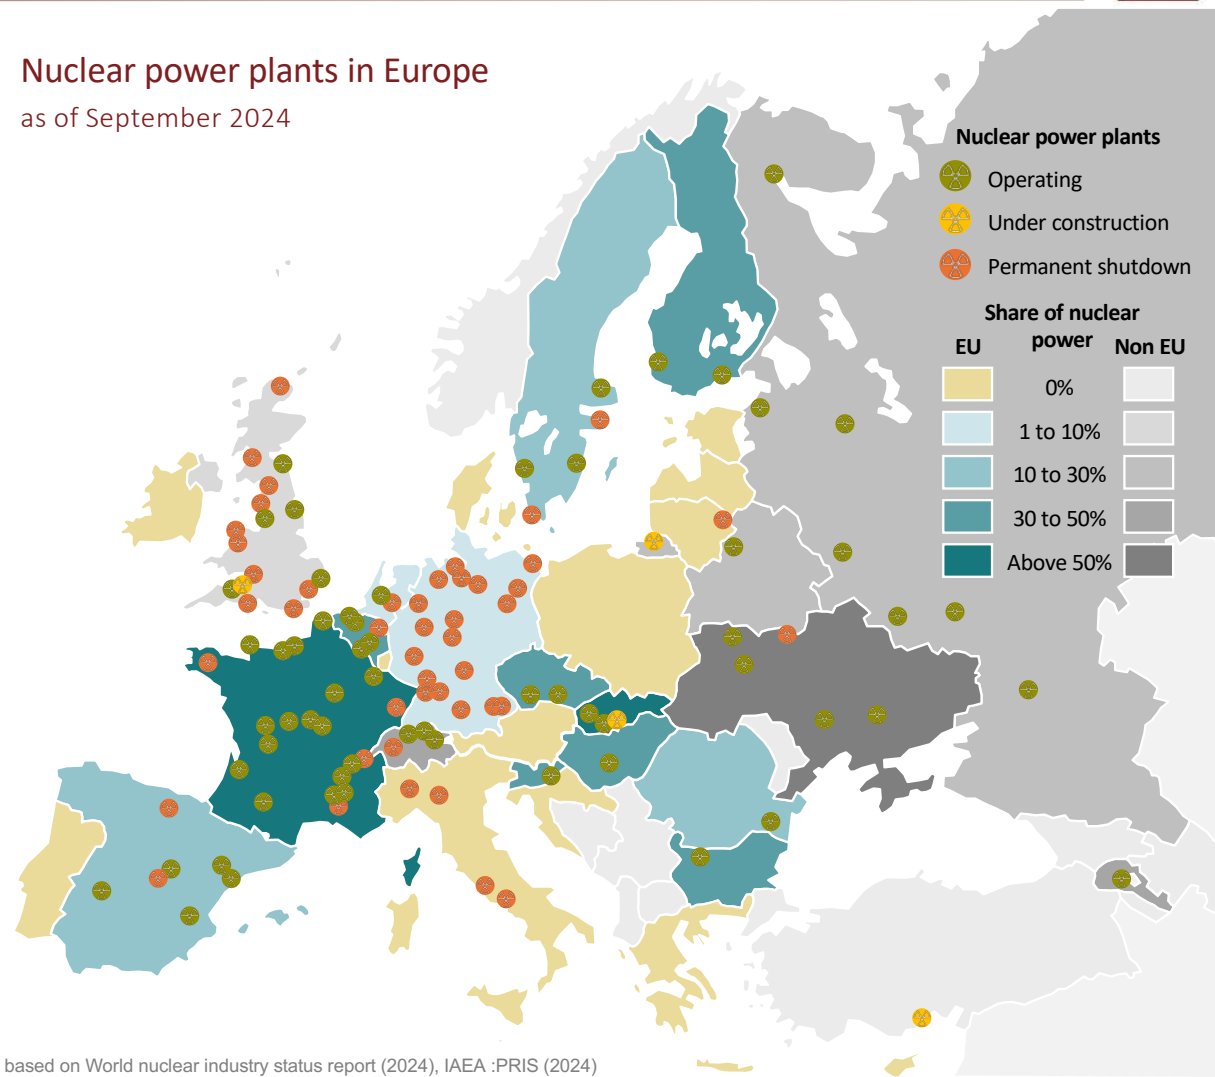 Nuclear power plants in Europe
as of September 2024
Nuclear power plants
Operating
Under construction
Permanent shutdown
Share of nuclear
power
EU
Non EU
0%
1 to 10%
10 to 30%
30 to 50%
Above 50%
based on World nuclear industry status report (2024), IAEA :PRIS (2024)